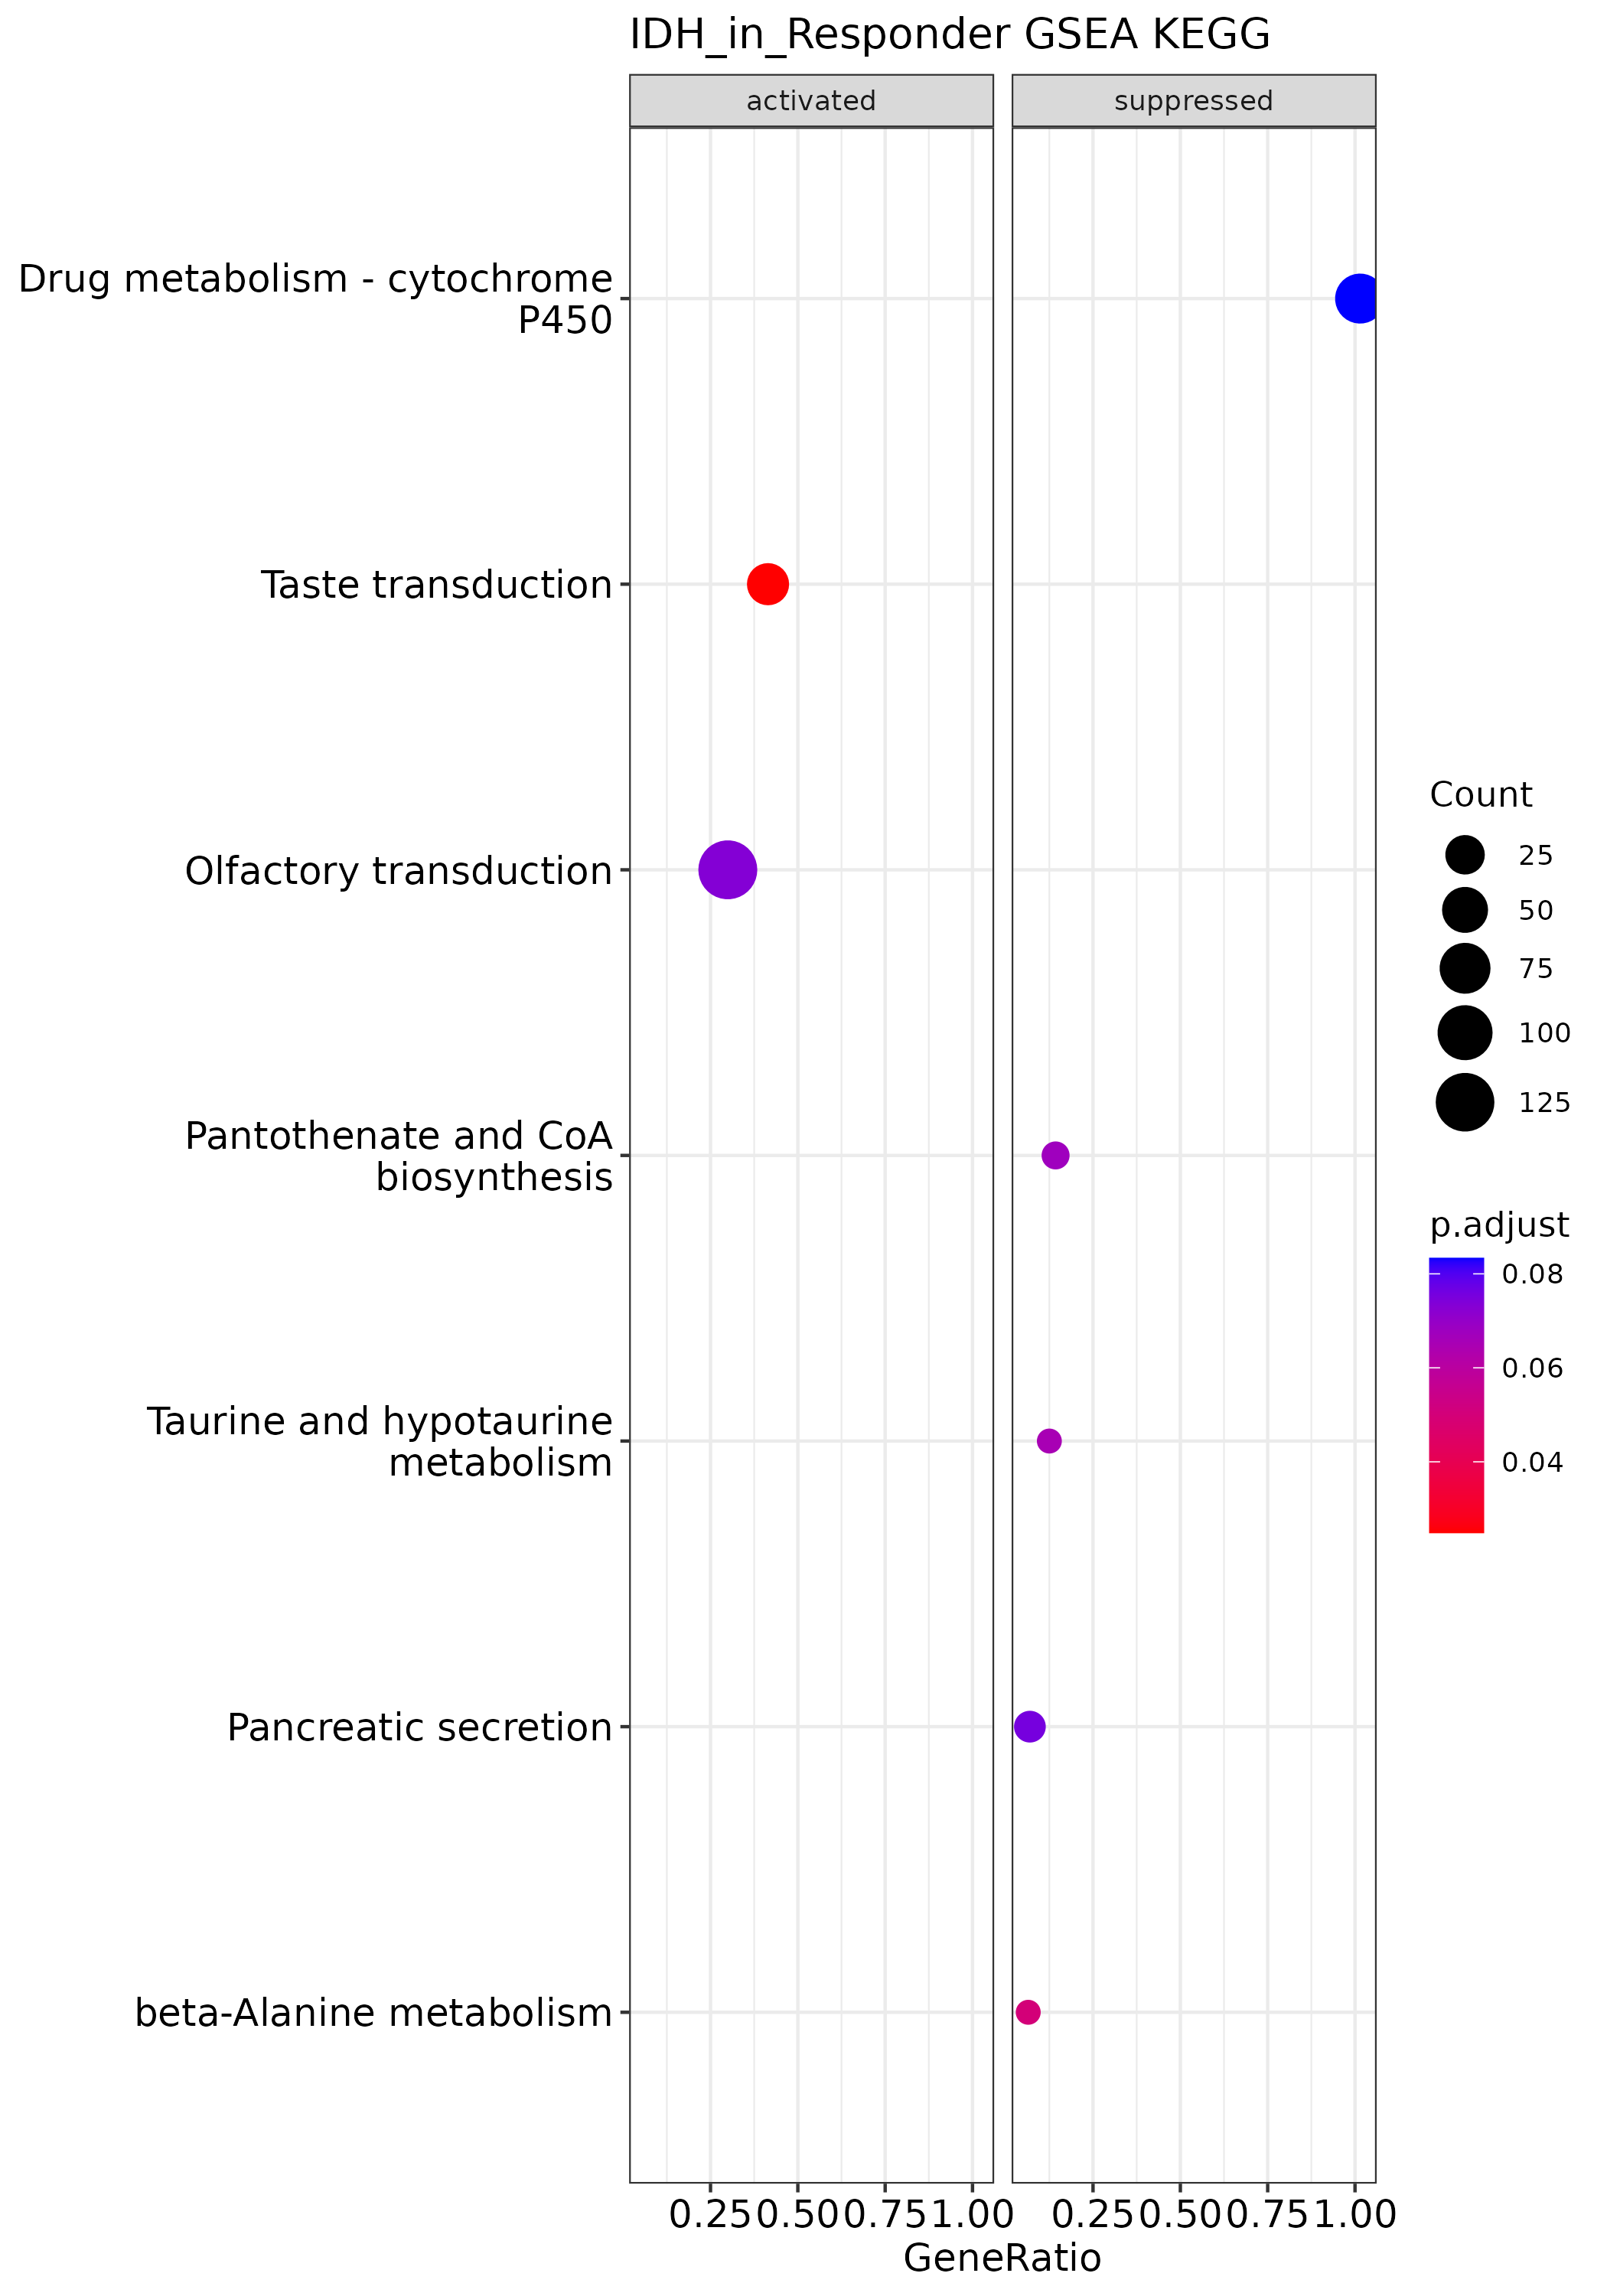 IDH_in_Responder GSEA KEGG
activated
suppressed
Drug metabolism - cytochrome
P450
Taste transduction
Olfactory transduction
Pantothenate and CoA
biosynthesis
Taurine and hypotaurine
metabolism
Pancreatic secretion
beta-Alanine metabolism
0.25 0.50 0.75 1.00
0.25 0.50 0.75 1.00
GeneRatio
Count
25
50
75
100
125
p.adjust
0.08
0.06
0.04